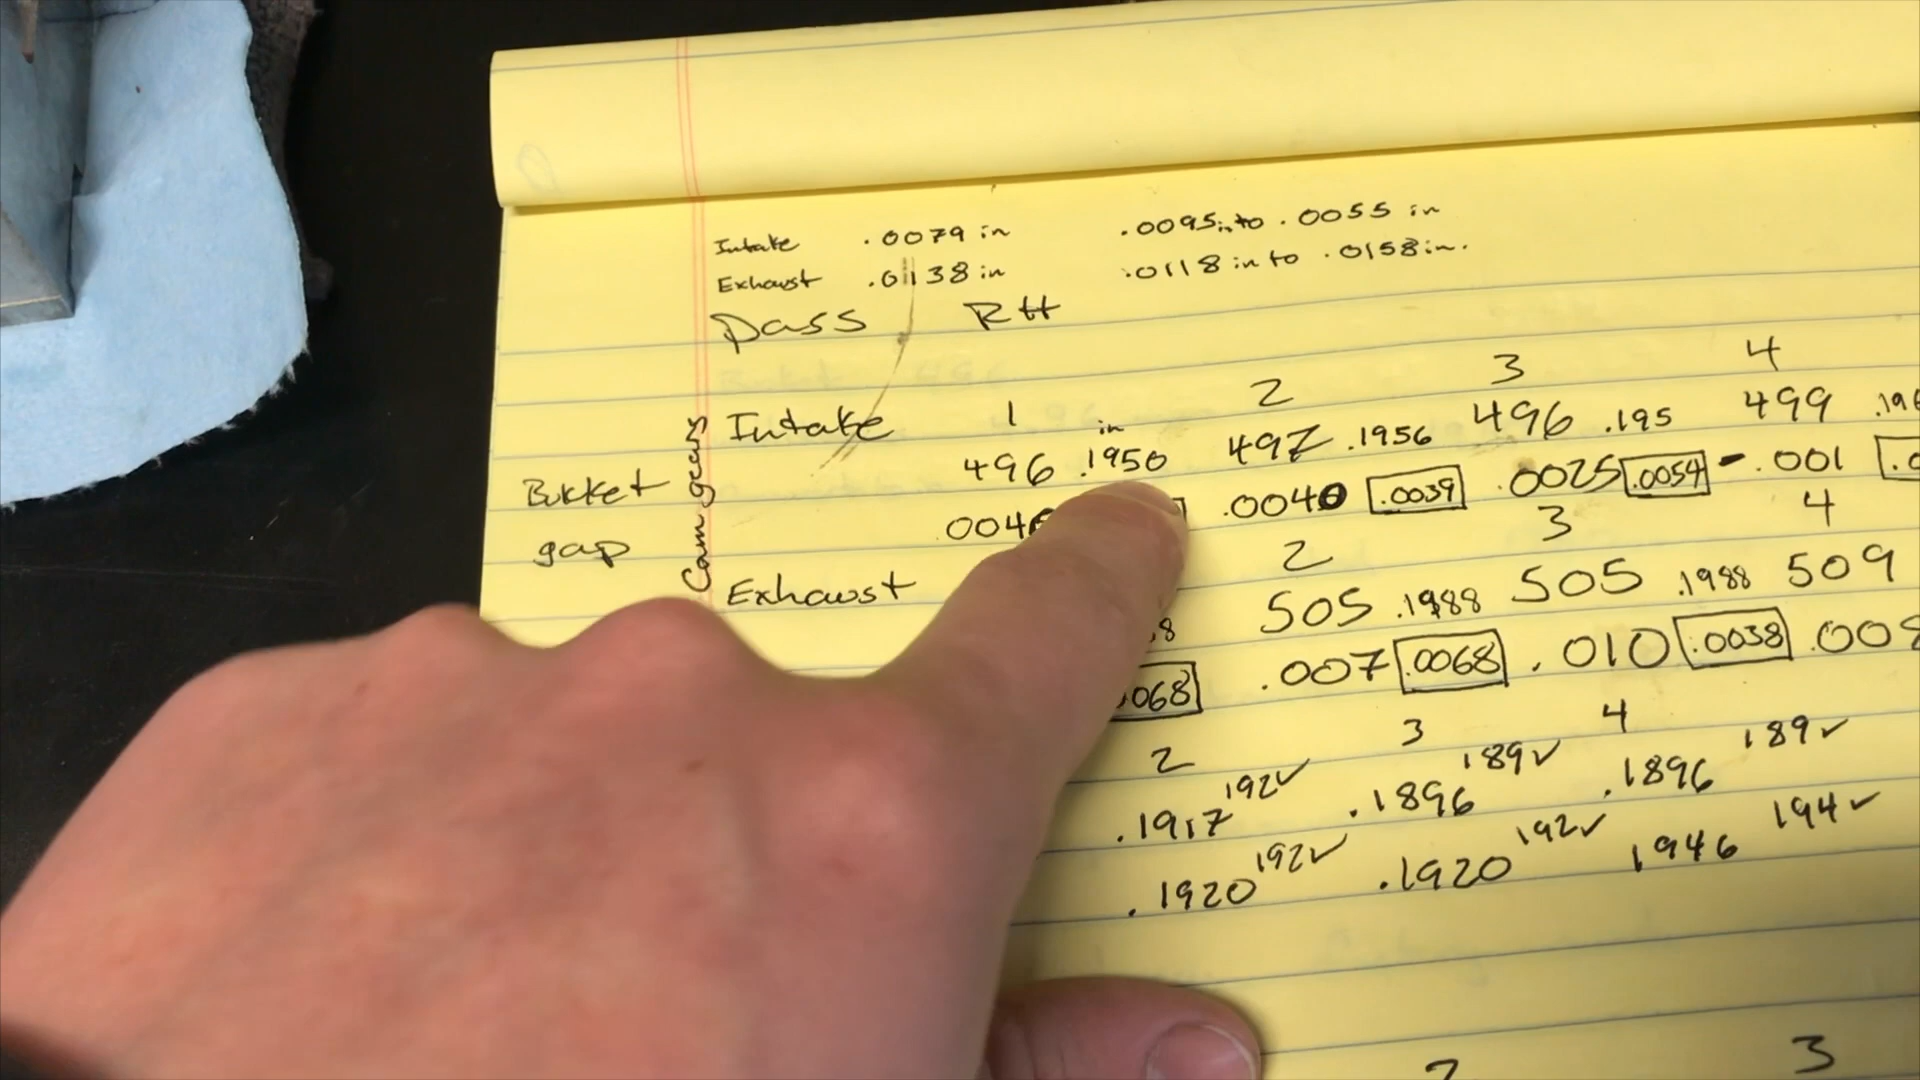 Intake .0079 in .0095 in to .0055 in
Exhaust .0138 in .0118 in to .0158 in.
Pass RH
Cam gears
Intake 1 2 3 4
in
Bucket 496 .1950 497 .1956 496 .195 499
gap .0040 .0039 .0025 .0054 - .001
Exhaust 2 3 4
505 .1988 505 .1988 509
.007 .0068 .010 .0038 .008
2 3 4
.1917 192✓ .1896 189✓ .1896 189✓
.1920 192✓ .1920 192✓ 1946 194✓
3